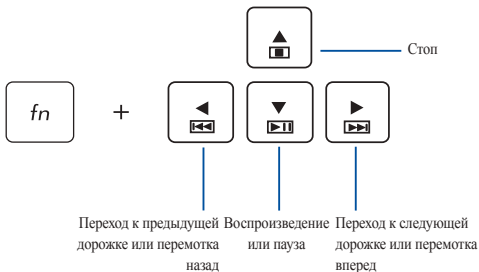 Стоп
fn +
Переход к предыдущей
дорожке или перемотка
назад
Воспроизведение
или пауза
Переход к следующей
дорожке или перемотка
вперед